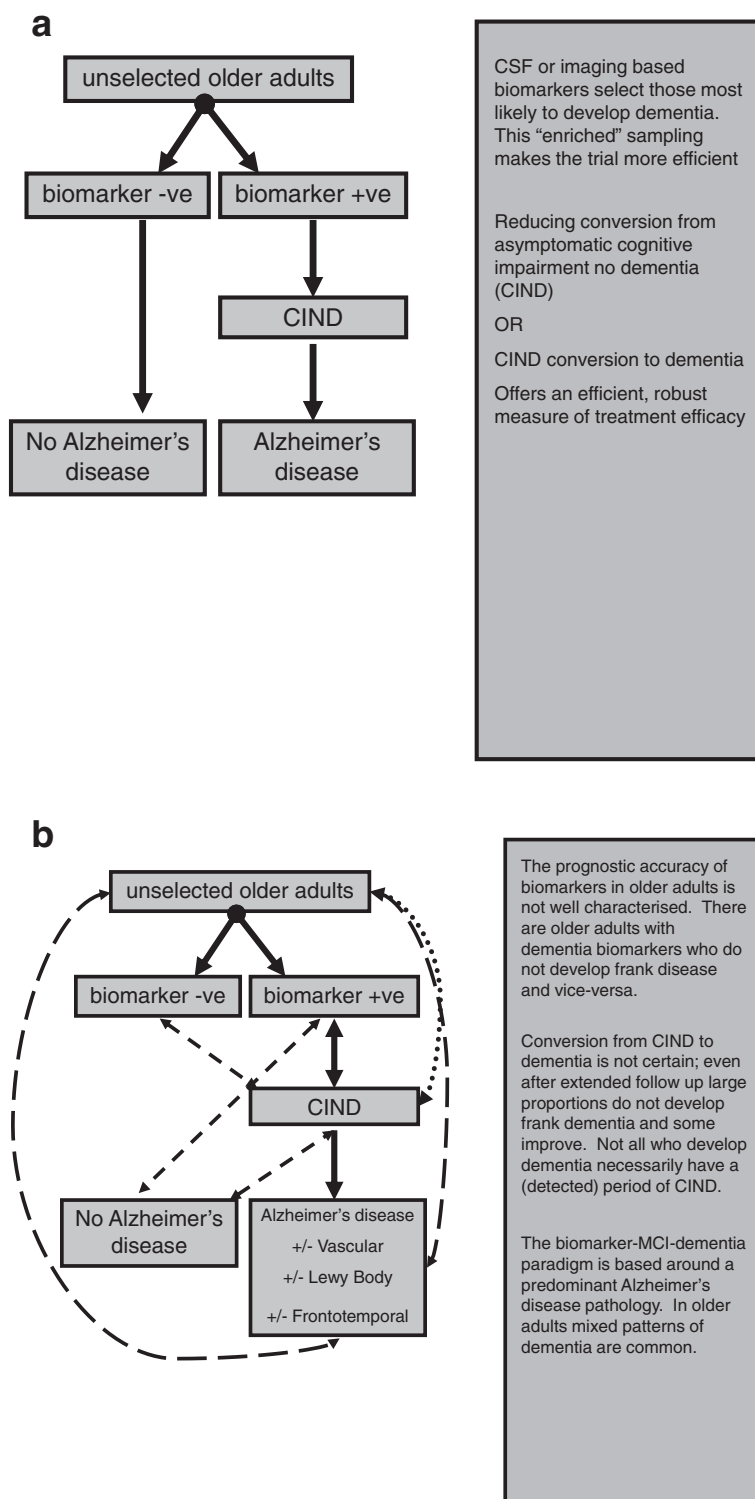 a
unselected older adults
biomarker -ve
biomarker +ve
CIND
No Alzheimer's
disease
Alzheimer's
disease
CSF or imaging based
biomarkers select those most
likely to develop dementia.
This “enriched” sampling
makes the trial more efficient
Reducing conversion from
asymptomatic cognitive
impairment no dementia
(CIND)
OR
CIND conversion to dementia
Offers an efficient, robust
measure of treatment efficacy
b
unselected older adults
biomarker -ve
biomarker +ve
CIND
No Alzheimer's
disease
Alzheimer's disease
+/- Vascular
+/- Lewy Body
+/- Frontotemporal
The prognostic accuracy of
biomarkers in older adults is
not well characterised. There
are older adults with
dementia biomarkers who do
not develop frank disease
and vice-versa.
Conversion from CIND to
dementia is not certain; even
after extended follow up large
proportions do not develop
frank dementia and some
improve. Not all who develop
dementia necessarily have a
(detected) period of CIND.
The biomarker-MCI-dementia
paradigm is based around a
predominant Alzheimer's
disease pathology. In older
adults mixed patterns of
dementia are common.